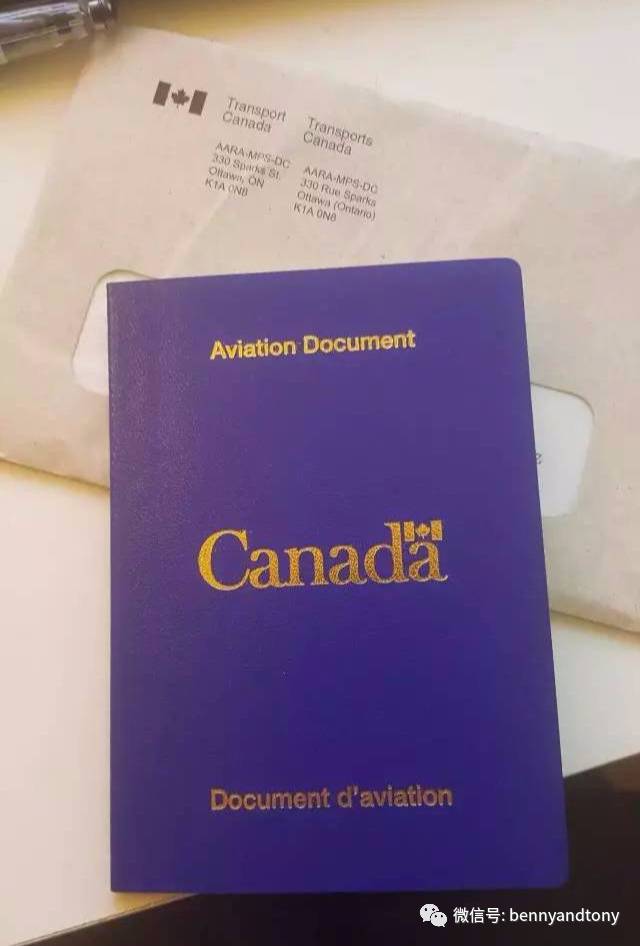 Transport
Canada
AARA-MPS-DC
330 Sparks St.
Ottawa, ON
K1A 0N8
Transports
Canada
AARA-MPS-DC
330 Rue Sparks
Ottawa (Ontario)
K1A 0N8
Aviation Document
Canada
Document d'aviation
微信号: bennyandtony